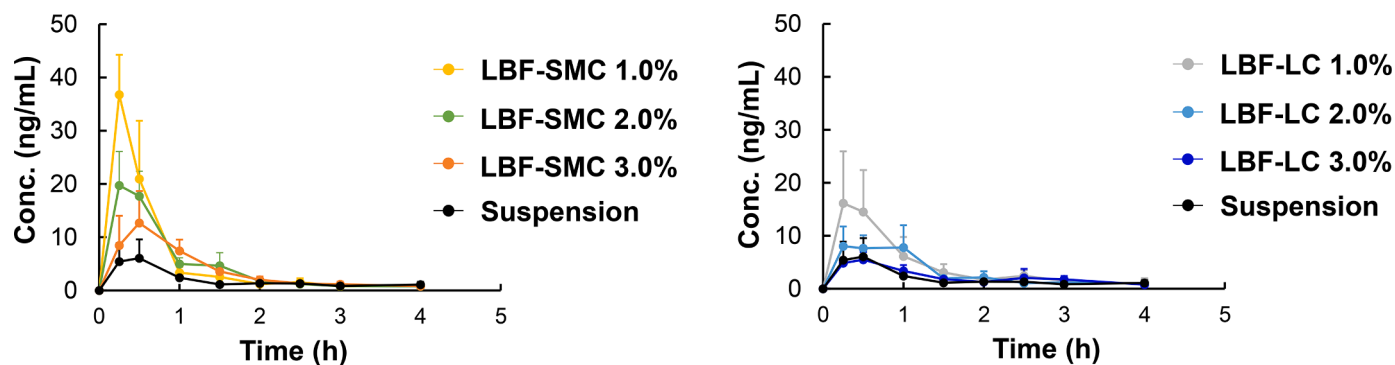 Conc. (ng/mL)
50
40
30
20
10
0
0
1
2
3
4
5
Time (h)
LBF-SMC 1.0%
LBF-SMC 2.0%
LBF-SMC 3.0%
Suspension
Conc. (ng/mL)
50
40
30
20
10
0
0
1
2
3
4
5
Time (h)
LBF-LC 1.0%
LBF-LC 2.0%
LBF-LC 3.0%
Suspension